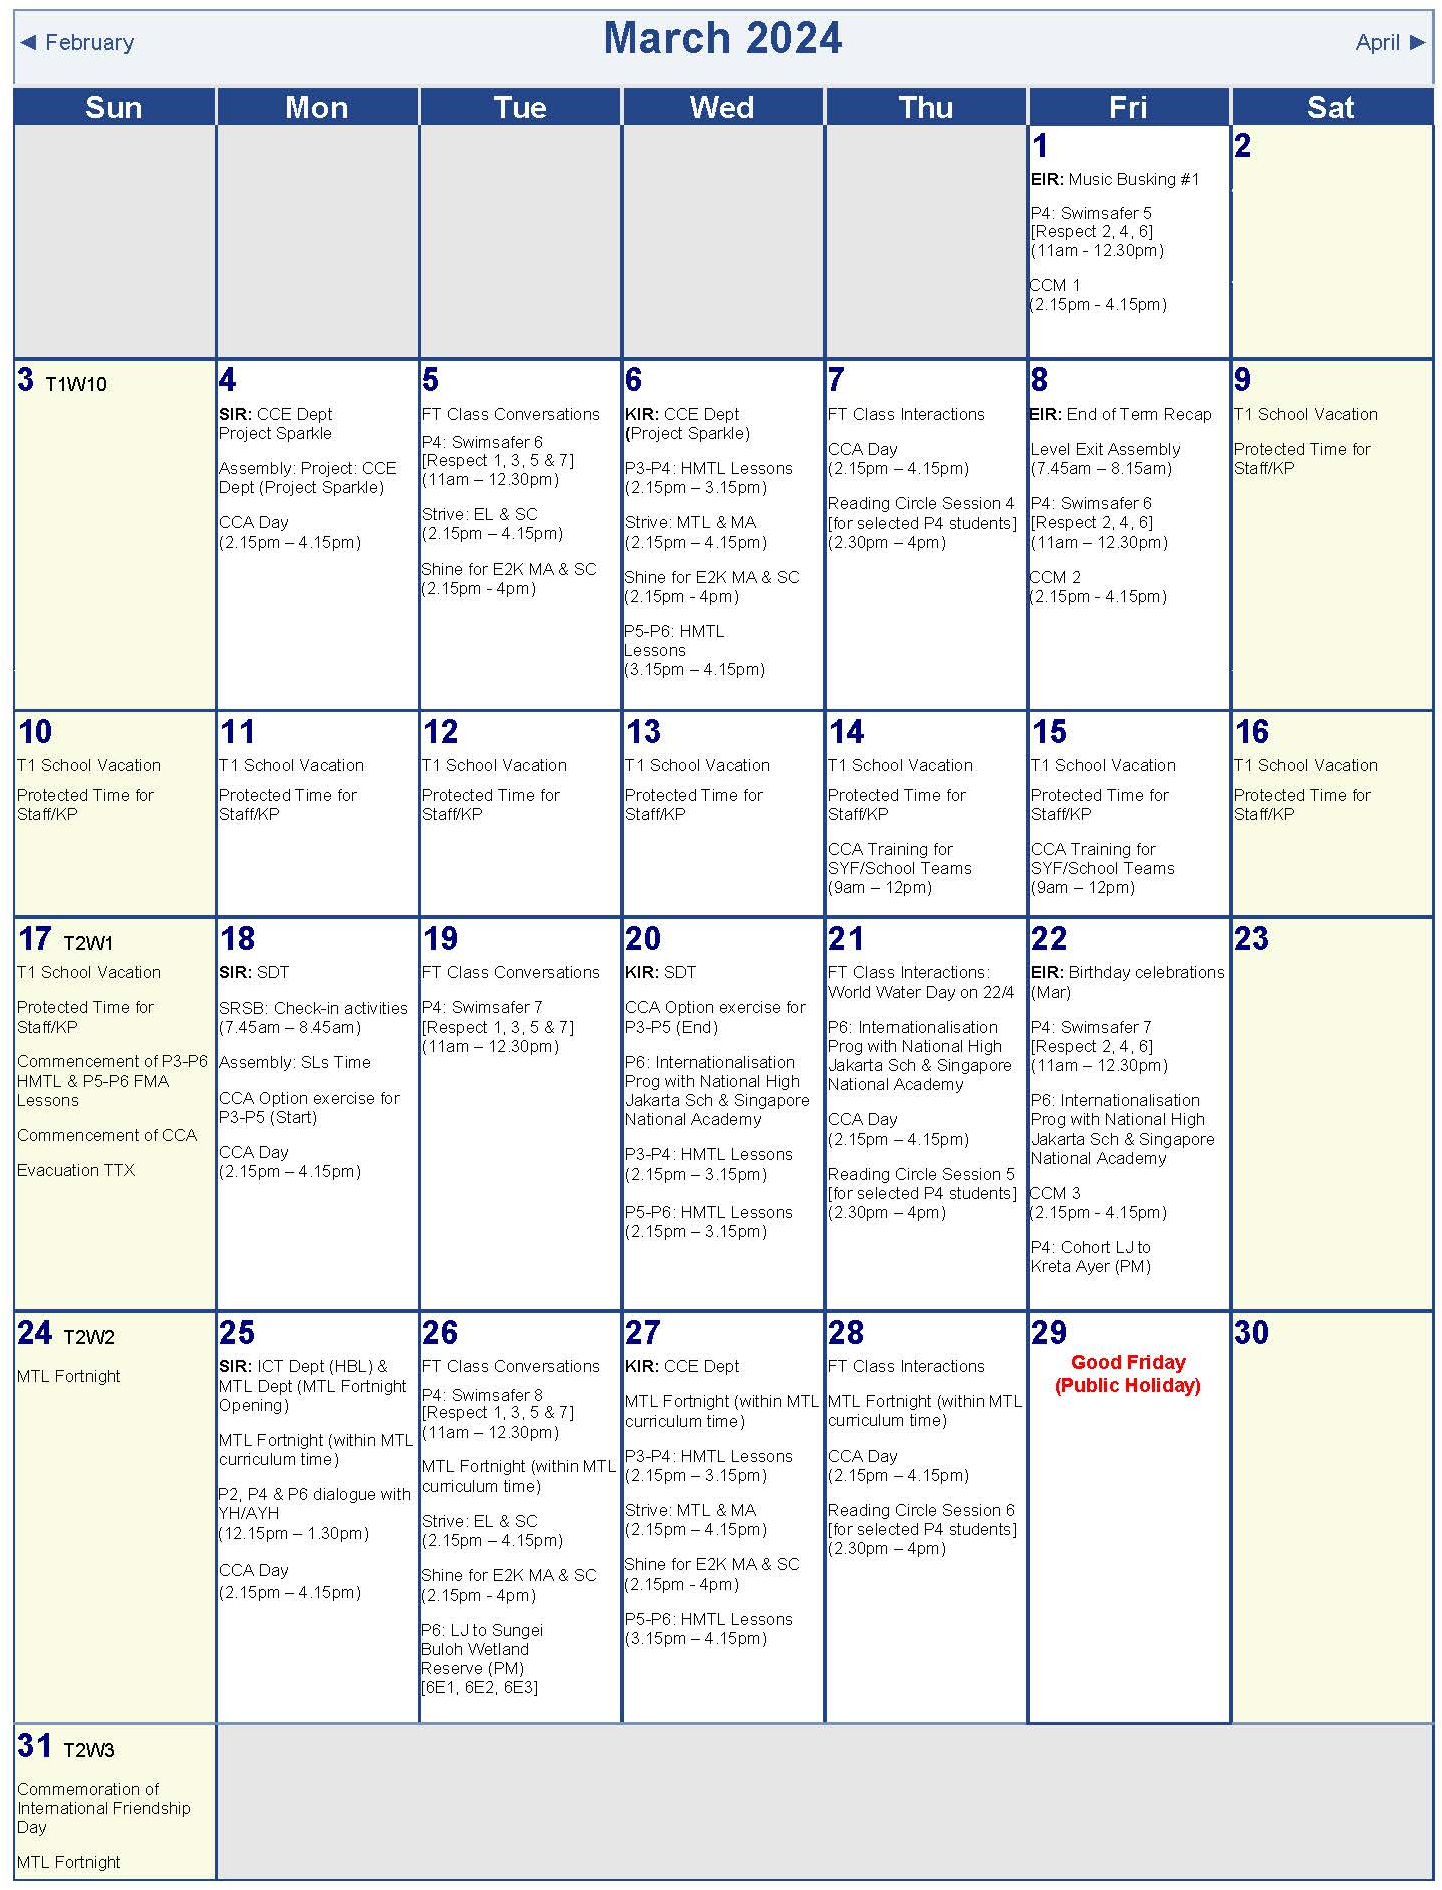 ◄ February
March 2024
April ►
Sun
Mon
Tue
Wed
Thu
Fri
Sat
1
EIR: Music Busking #1
P4: Swimsafer 5
[Respect 2, 4, 6]
(11am - 12.30pm)
CCM 1
(2.15pm - 4.15pm)
2
3 T1W10
4
SIR: CCE Dept
Project Sparkle
Assembly: Project: CCE
Dept (Project Sparkle)
CCA Day
(2.15pm – 4.15pm)
5
FT Class Conversations
P4: Swimsafer 6
[Respect 1, 3, 5 & 7]
(11am – 12.30pm)
Strive: EL & SC
(2.15pm – 4.15pm)
Shine for E2K MA & SC
(2.15pm - 4pm)
6
KIR: CCE Dept
(Project Sparkle)
P3-P4: HMTL Lessons
(2.15pm – 3.15pm)
Strive: MTL & MA
(2.15pm – 4.15pm)
Shine for E2K MA & SC
(2.15pm - 4pm)
P5-P6: HMTL
Lessons
(3.15pm – 4.15pm)
7
FT Class Interactions
CCA Day
(2.15pm – 4.15pm)
Reading Circle Session 4
[for selected P4 students]
(2.30pm – 4pm)
8
EIR: End of Term Recap
Level Exit Assembly
(7.45am – 8.15am)
P4: Swimsafer 6
[Respect 2, 4, 6]
(11am – 12.30pm)
CCM 2
(2.15pm - 4.15pm)
9
T1 School Vacation
Protected Time for
Staff/KP
10
T1 School Vacation
Protected Time for
Staff/KP
11
T1 School Vacation
Protected Time for
Staff/KP
12
T1 School Vacation
Protected Time for
Staff/KP
13
T1 School Vacation
Protected Time for
Staff/KP
14
T1 School Vacation
Protected Time for
Staff/KP
CCA Training for
SYF/School Teams
(9am – 12pm)
15
T1 School Vacation
Protected Time for
Staff/KP
CCA Training for
SYF/School Teams
(9am – 12pm)
16
T1 School Vacation
Protected Time for
Staff/KP
17 T2W1
T1 School Vacation
Protected Time for
Staff/KP
Commencement of P3-P6
HMTL & P5-P6 FMA
Lessons
Commencement of CCA
Evacuation TTX
18
SIR: SDT
SRSB: Check-in activities
(7.45am – 8.45am)
Assembly: SLs Time
CCA Option exercise for
P3-P5 (Start)
CCA Day
(2.15pm – 4.15pm)
19
FT Class Conversations
P4: Swimsafer 7
[Respect 1, 3, 5 & 7]
(11am – 12.30pm)
20
KIR: SDT
CCA Option exercise for
P3-P5 (End)
P6: Internationalisation
Prog with National High
Jakarta Sch & Singapore
National Academy
P3-P4: HMTL Lessons
(2.15pm – 3.15pm)
P5-P6: HMTL Lessons
(2.15pm – 3.15pm)
21
FT Class Interactions:
World Water Day on 22/4
P6: Internationalisation
Prog with National High
Jakarta Sch & Singapore
National Academy
CCA Day
(2.15pm – 4.15pm)
Reading Circle Session 5
[for selected P4 students]
(2.30pm – 4pm)
22
EIR: Birthday celebrations
(Mar)
P4: Swimsafer 7
[Respect 2, 4, 6]
(11am – 12.30pm)
P6: Internationalisation
Prog with National High
Jakarta Sch & Singapore
National Academy
CCM 3
(2.15pm - 4.15pm)
P4: Cohort LJ to
Kreta Ayer (PM)
23
24 T2W2
MTL Fortnight
25
SIR: ICT Dept (HBL) &
MTL Dept (MTL Fortnight
Opening)
MTL Fortnight (within MTL
curriculum time)
P2, P4 & P6 dialogue with
YH/AYH
(12.15pm – 1.30pm)
CCA Day
(2.15pm – 4.15pm)
26
FT Class Conversations
P4: Swimsafer 8
[Respect 1, 3, 5 & 7]
(11am – 12.30pm)
MTL Fortnight (within MTL
curriculum time)
Strive: EL & SC
(2.15pm – 4.15pm)
Shine for E2K MA & SC
(2.15pm - 4pm)
P6: LJ to Sungei
Buloh Wetland
Reserve (PM)
[6E1, 6E2, 6E3]
27
KIR: CCE Dept
MTL Fortnight (within MTL
curriculum time)
P3-P4: HMTL Lessons
(2.15pm – 3.15pm)
Strive: MTL & MA
(2.15pm – 4.15pm)
Shine for E2K MA & SC
(2.15pm - 4pm)
P5-P6: HMTL Lessons
(3.15pm – 4.15pm)
28
FT Class Interactions
MTL Fortnight (within MTL
curriculum time)
CCA Day
(2.15pm – 4.15pm)
Reading Circle Session 6
[for selected P4 students]
(2.30pm – 4pm)
29
Good Friday
(Public Holiday)
30
31 T2W3
Commemoration of
International Friendship
Day
MTL Fortnight